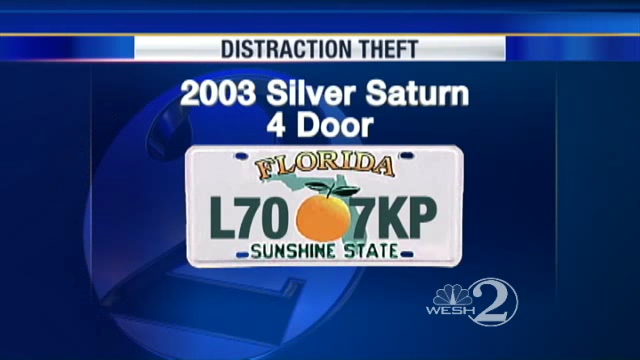 DISTRACTION THEFT
2003 Silver Saturn
4 Door
FLORIDA
L70 7KP
SUNSHINE STATE
WESH 2